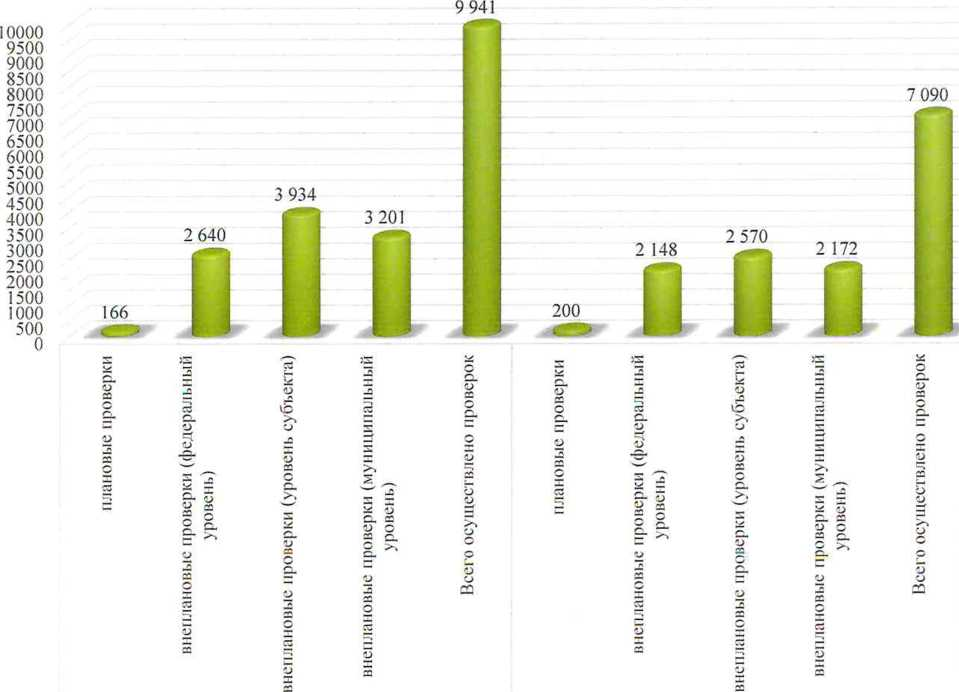 9 941
10000
9500
9000
8500
8000
7500
7000
6500
6000
5500
5000
4500
4000
3500
3000
2500
2000
1500
1000
500
0
166
2 640
3 934
3 201
200
2 148
2 570
2 172
7 090
плановые проверки
внеплановые проверки (федеральный
уровень)
внеплановые проверки (уровень субъекта)
внеплановые проверки (муниципальный
уровень)
Всего осуществлено проверок
плановые проверки
внеплановые проверки (федеральный
уровень)
внеплановые проверки (уровень субъекта)
внеплановые проверки (муниципальный
уровень)
Всего осуществлено проверок